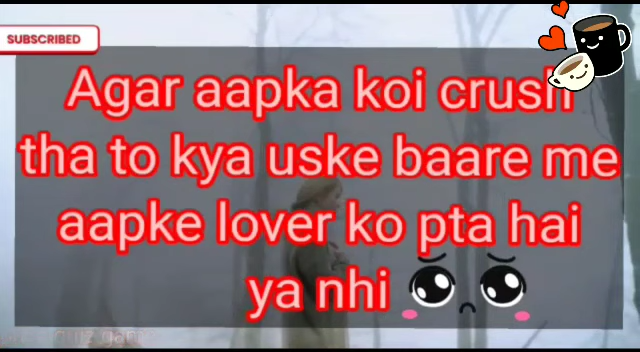 SUBSCRIBED
Agar aapka koi crush
tha to kya uske baare me
aapke lover ko pta hai
ya nhi